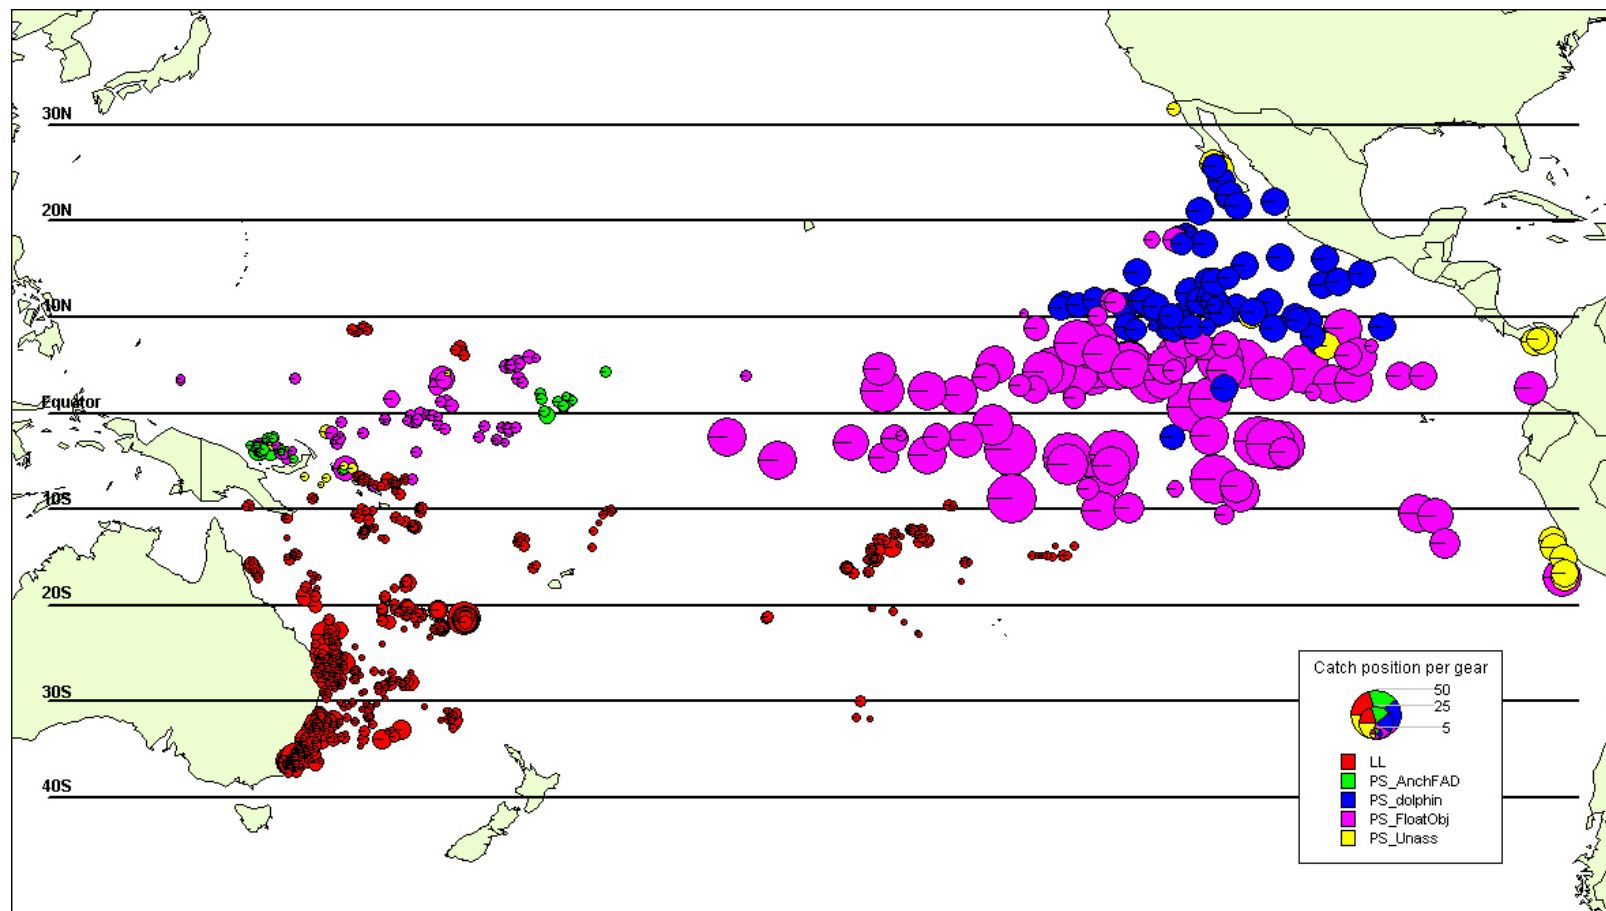 30N
20N
10N
Equator
10S
20S
30S
40S
Catch position per gear
50
25
5
LL
PS_AnchFAD
PS_dolphin
PS_FloatObj
PS_Unass